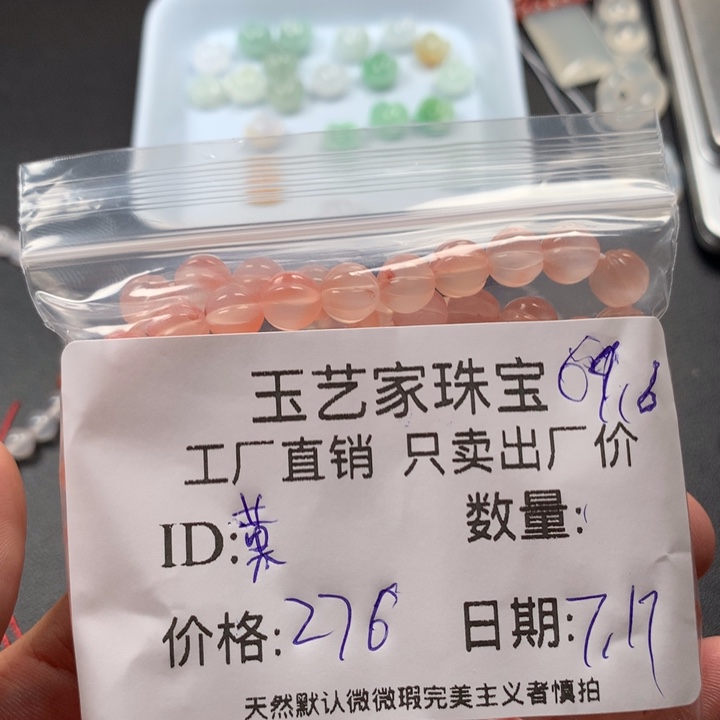 玉艺家珠宝
工厂直销 只卖出厂价
ID:菓 数量:
价格:276 日期:7.17
天然默认微微瑕完美主义者慎拍